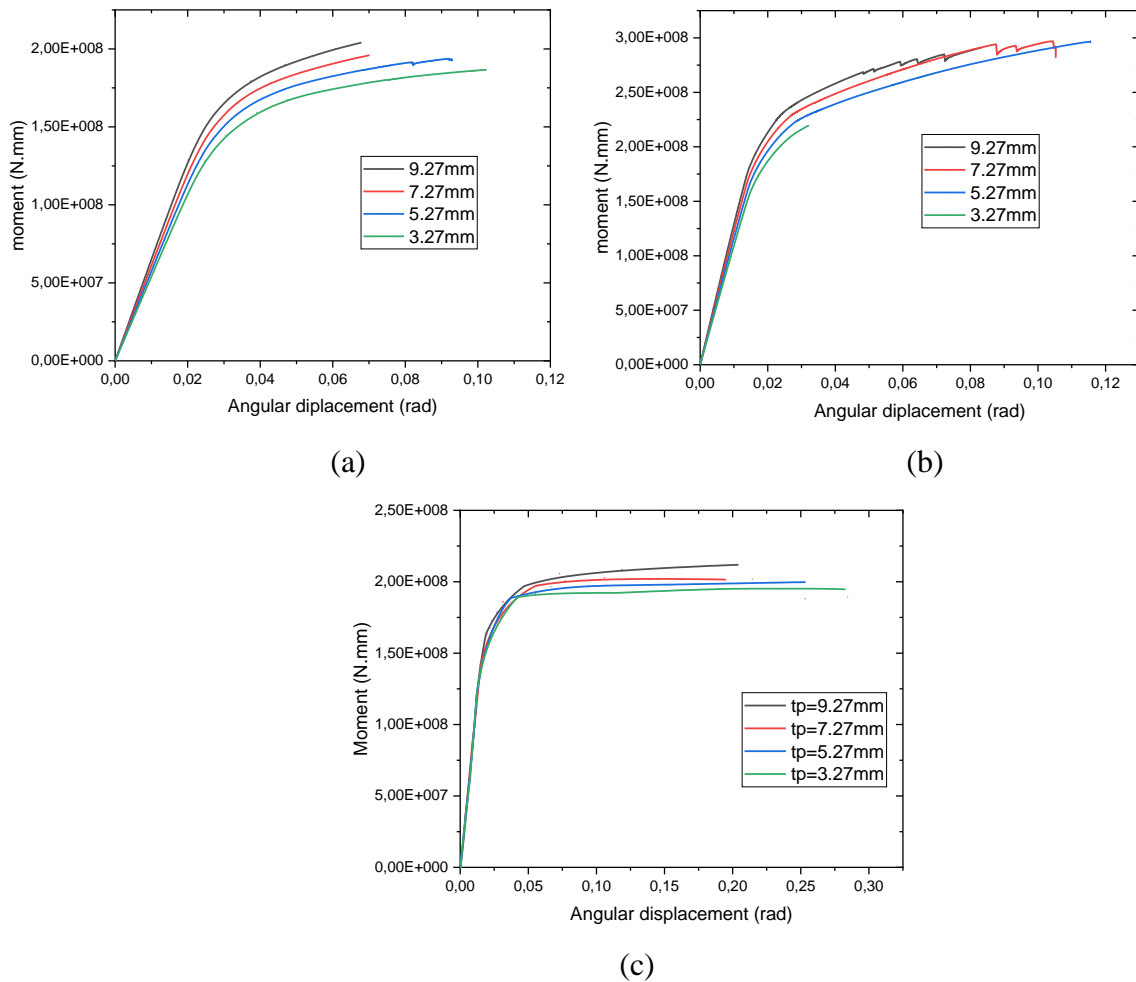 2,00E+008
1,50E+008
1,00E+008
5,00E+007
0,00E+000
moment (N.mm)
9.27mm
7.27mm
5.27mm
3.27mm
0,00 0,02 0,04 0,06 0,08 0,10 0,12
Angular diplacement (rad)
(a)
3,00E+008
2,50E+008
2,00E+008
1,50E+008
1,00E+008
5,00E+007
0,00E+000
moment (N.mm)
9.27mm
7.27mm
5.27mm
3.27mm
0,00 0,02 0,04 0,06 0,08 0,10 0,12
Angular diplacement (rad)
(b)
2,50E+008
2,00E+008
1,50E+008
1,00E+008
5,00E+007
0,00E+000
Moment (N.mm)
tp=9.27mm
tp=7.27mm
tp=5.27mm
tp=3.27mm
0,00 0,05 0,10 0,15 0,20 0,25 0,30
Angular displacement (rad)
(c)